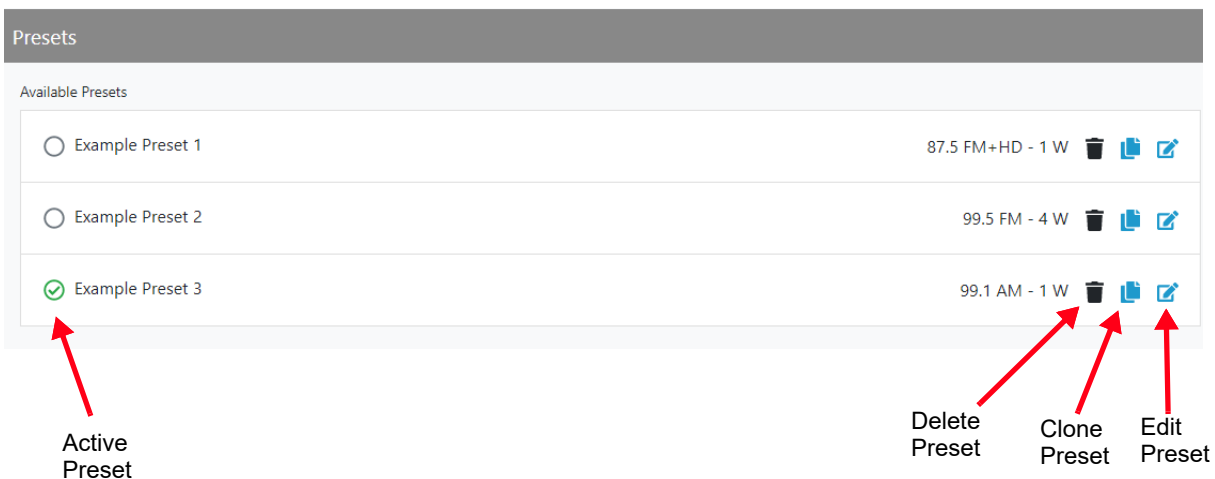 Presets
Available Presets
Example Preset 1 87.5 FM+HD - 1 W
Example Preset 2 99.5 FM - 4 W
Example Preset 3 99.1 AM - 1 W
Active
Preset
Delete
Preset
Clone
Preset
Edit
Preset